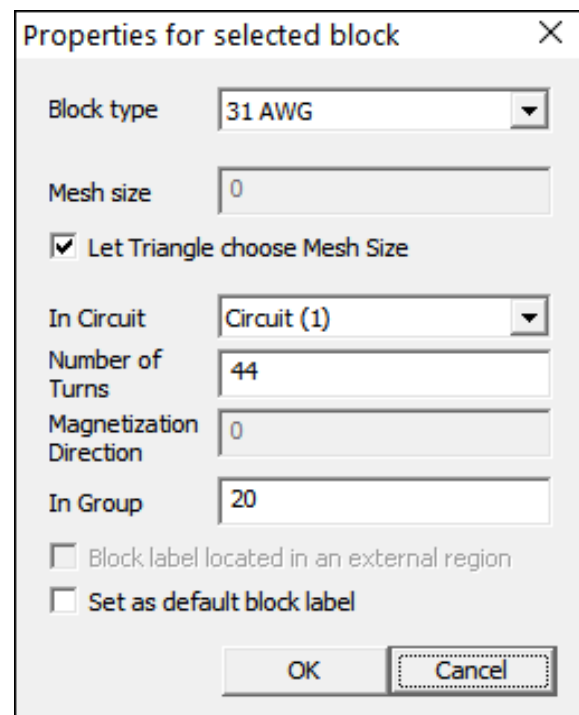 Properties for selected block
Block type
31 AWG
Mesh size
0
Let Triangle choose Mesh Size
In Circuit
Circuit (1)
Number of
Turns
44
Magnetization
Direction
0
In Group
20
Block label located in an external region
Set as default block label
OK
Cancel